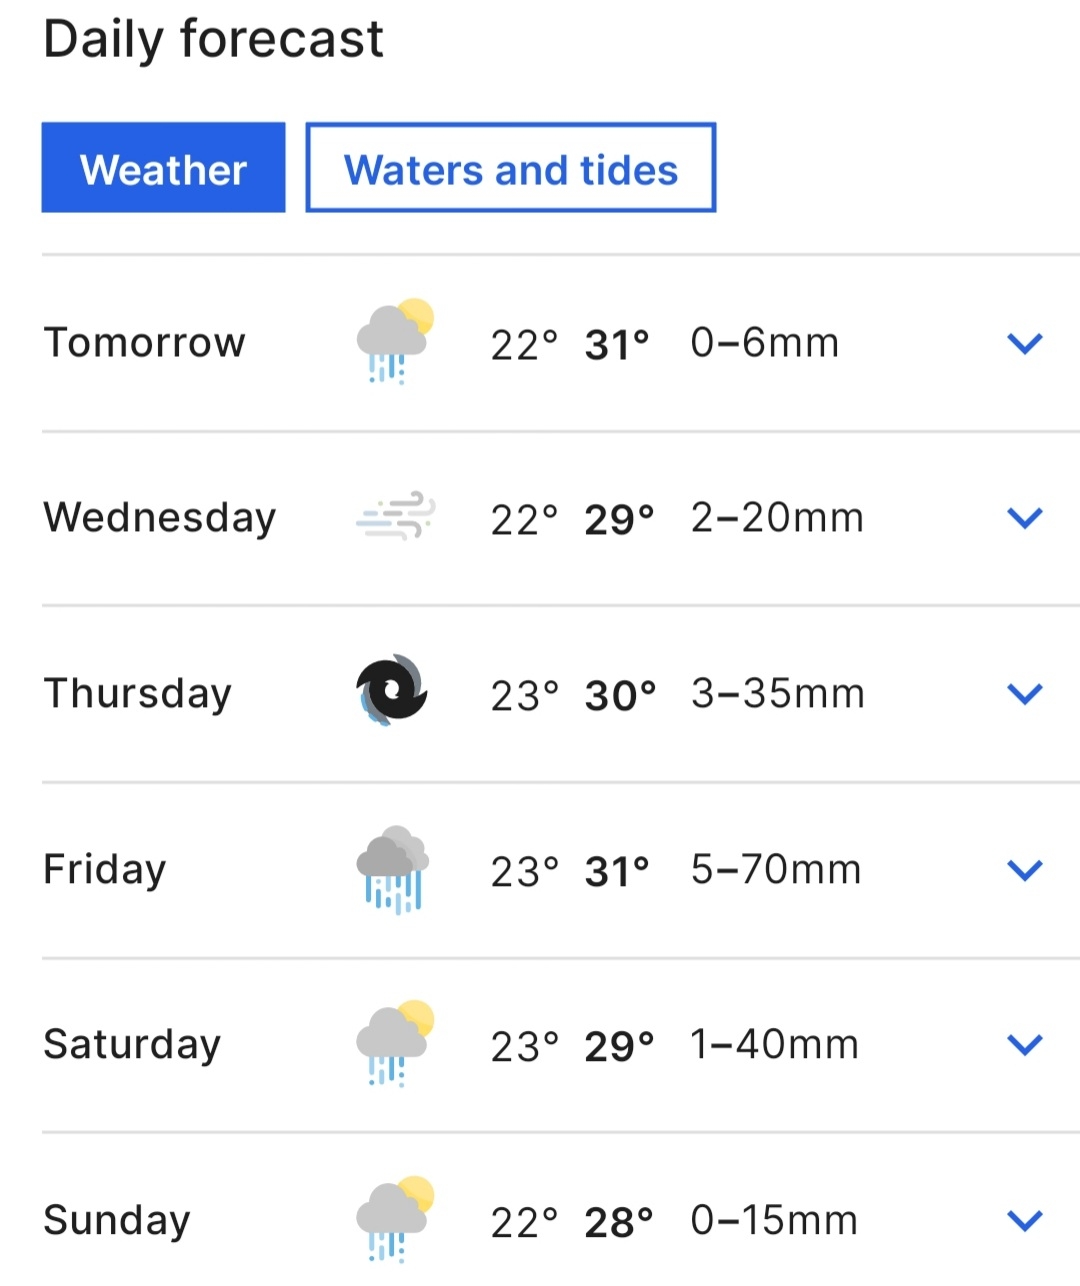 Daily forecast
Weather Waters and tides
Tomorrow 22° 31° 0–6mm
Wednesday 22° 29° 2–20mm
Thursday 23° 30° 3–35mm
Friday 23° 31° 5–70mm
Saturday 23° 29° 1–40mm
Sunday 22° 28° 0–15mm